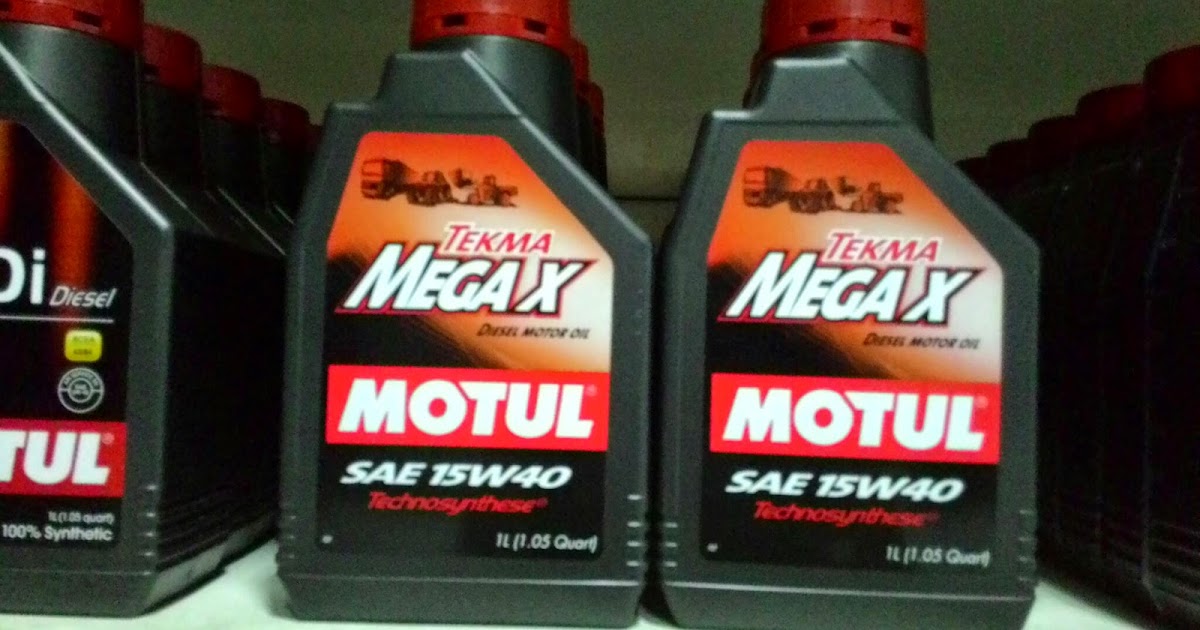 Di Diesel
TUL
1L (1.05 quart)
100% Synthetic
TEKMA
MEGA X
DIESEL MOTOR OIL
MOTUL®
SAE 15W40
Technosynthese®
1L (1.05 Quart)
TEKMA
MEGA X
DIESEL MOTOR OIL
MOTUL®
SAE 15W40
Technosynthese®
1L (1.05 Quart)